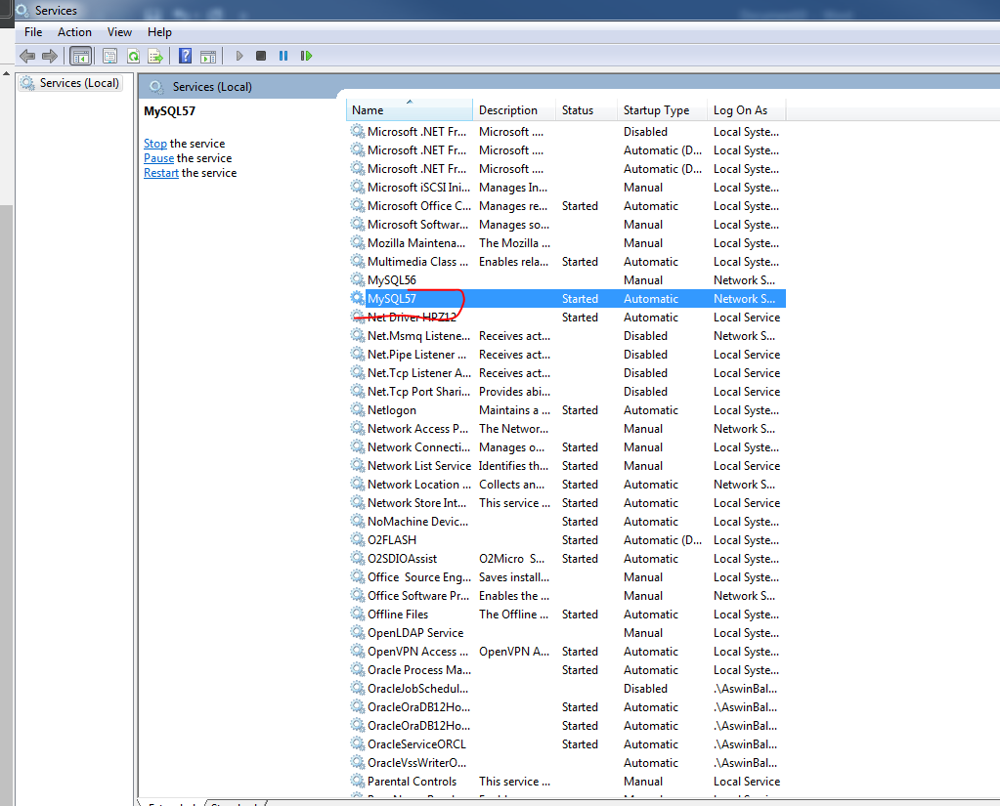 Services
File Action View Help
Services (Local)
Services (Local)
MySQL57
Stop the service
Pause the service
Restart the service
Name Description Status Startup Type Log On As
Microsoft .NET Fr... Microsoft .... Disabled Local Syste...
Microsoft .NET Fr... Microsoft .... Automatic (D... Local Syste...
Microsoft .NET Fr... Microsoft .... Automatic (D... Local Syste...
Microsoft iSCSI Ini... Manages In... Manual Local Syste...
Microsoft Office C... Manages re... Started Automatic Local Syste...
Microsoft Softwar... Manages so... Manual Local Syste...
Mozilla Maintena... The Mozilla ... Manual Local Syste...
Multimedia Class ... Enables rela... Started Automatic Local Syste...
MySQL56 Manual Network S...
MySQL57 Started Automatic Network S...
Net Driver HPZ12 Started Automatic Local Service
Net.Msmq Listene... Receives act... Disabled Network S...
Net.Pipe Listener ... Receives act... Disabled Local Service
Net.Tcp Listener A... Receives act... Disabled Local Service
Net.Tcp Port Shari... Provides abi... Disabled Local Service
Netlogon Maintains a ... Started Automatic Local Syste...
Network Access P... The Networ... Manual Network S...
Network Connecti... Manages o... Started Manual Local Syste...
Network List Service Identifies th... Started Manual Local Service
Network Location ... Collects an... Started Automatic Network S...
Network Store Int... This service ... Started Automatic Local Service
NoMachine Devic... Started Automatic Local Syste...
O2FLASH Started Automatic (D... Local Syste...
O2SDIOAssist O2Micro S... Started Automatic Local Syste...
Office Source Eng... Saves install... Manual Local Syste...
Office Software Pr... Enables the ... Manual Network S...
Offline Files The Offline ... Started Automatic Local Syste...
OpenLDAP Service Manual Local Syste...
OpenVPN Access ... OpenVPN A... Started Automatic Local Syste...
Oracle Process Ma... Started Automatic Local Syste...
OracleJobSchedul... Disabled .\AswinBal...
OracleOraDB12Ho... Started Automatic .\AswinBal...
OracleOraDB12Ho... Started Automatic .\AswinBal...
OracleServiceORCL Started Automatic .\AswinBal...
OracleVssWriterO... Automatic .\AswinBal...
Parental Controls This service ... Manual Local Service